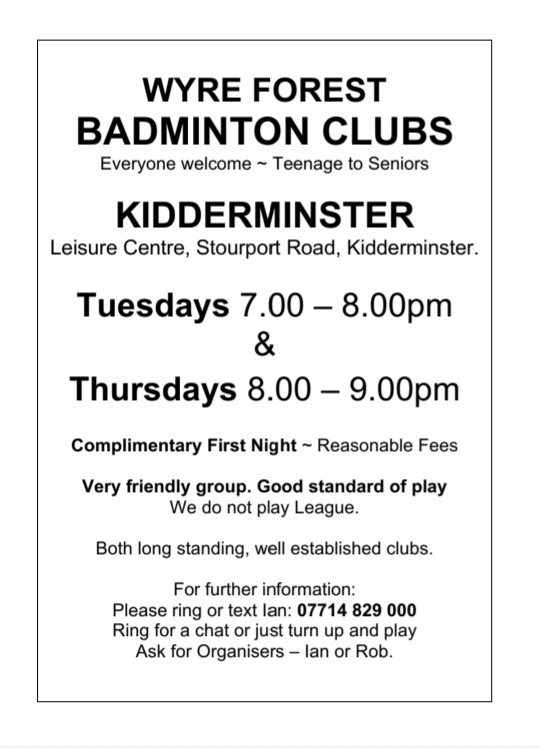 WYRE FOREST
BADMINTON CLUBS
Everyone welcome ~ Teenage to Seniors
KIDDERMINSTER
Leisure Centre, Stourport Road, Kidderminster.
Tuesdays 7.00 – 8.00pm
&
Thursdays 8.00 – 9.00pm
Complimentary First Night ~ Reasonable Fees
Very friendly group. Good standard of play
We do not play League.
Both long standing, well established clubs.
For further information:
Please ring or text Ian: 07714 829 000
Ring for a chat or just turn up and play
Ask for Organisers – Ian or Rob.